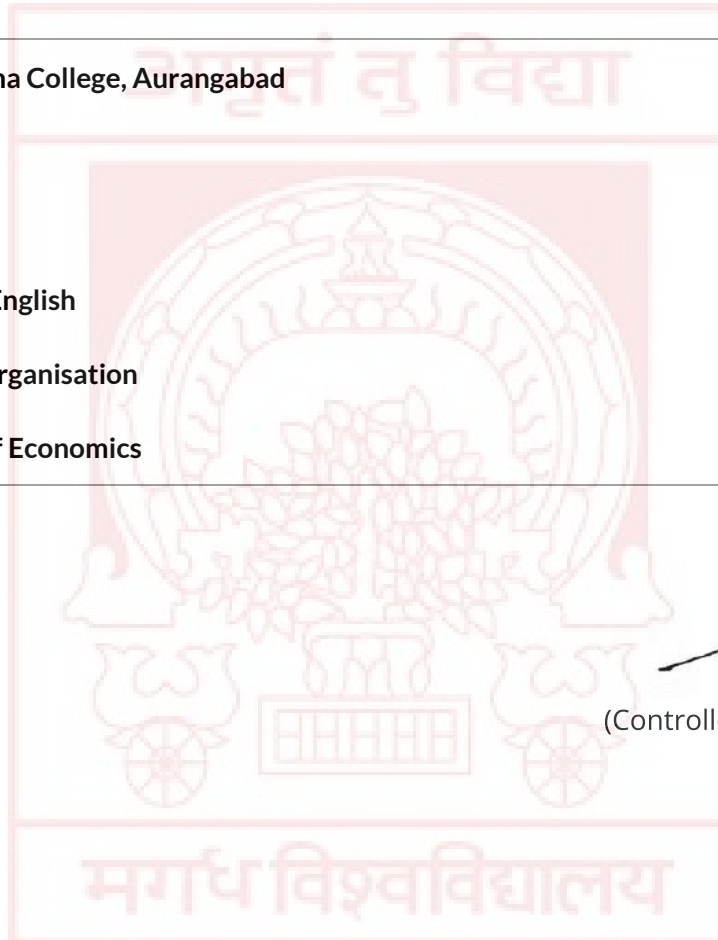 अमृतं तु विद्या
na College, Aurangabad
English
rganisation
f Economics
(Controll
मगध विश्वविद्यालय